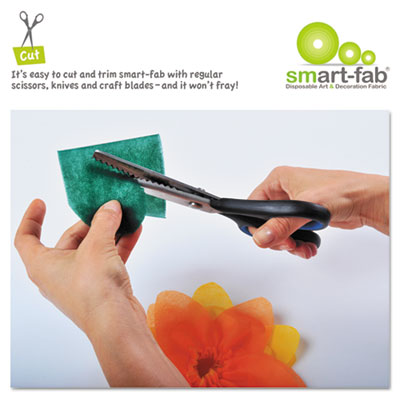 Cut
It's easy to cut and trim smart-fab with regular
scissors, knives and craft blades – and it won't fray!
smart-fab®
Disposable Art & Decoration Fabric